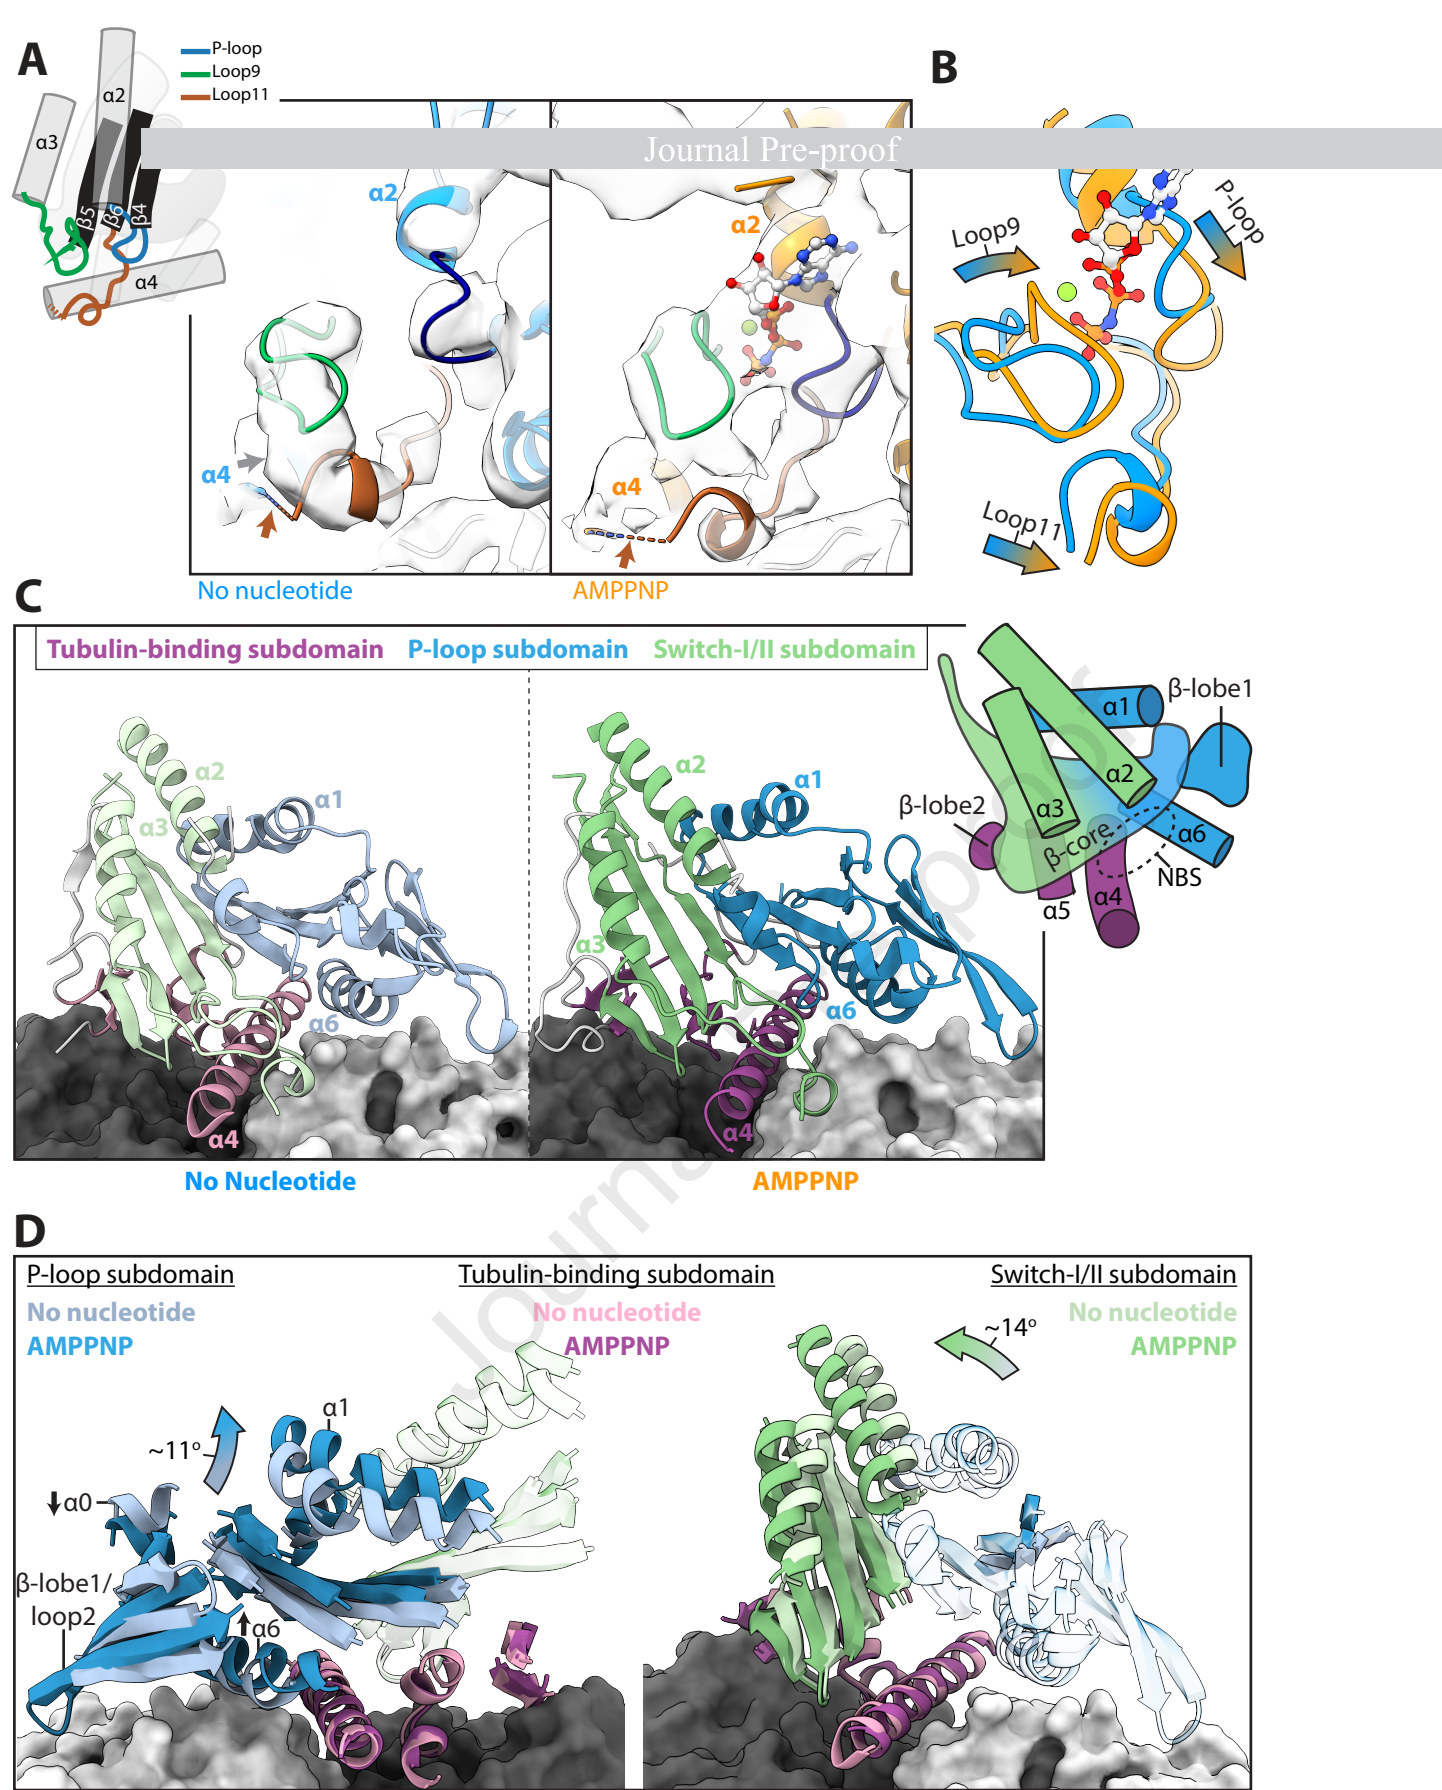 A
P-loop
Loop9
Loop11
α2
α3
β5
β6
β4
α4
B
Journal Pre-proof
α2
α2
α4
α4
No nucleotide
AMPPNP
Loop9
P-loop
Loop11
C
Tubulin-binding subdomain P-loop subdomain Switch-I/II subdomain
α2
α1
α3
α6
α4
α2
α1
α3
α6
α4
No Nucleotide
AMPPNP
α1
β-lobe1
α2
β-lobe2
α3
α6
β-core
NBS
α5
α4
Journal Pre-proof
D
P-loop subdomain
Tubulin-binding subdomain
Switch-I/II subdomain
No nucleotide
No nucleotide
No nucleotide
AMPPNP
AMPPNP
AMPPNP
~14°
α1
~11°
α0
β-lobe1/
loop2
α6